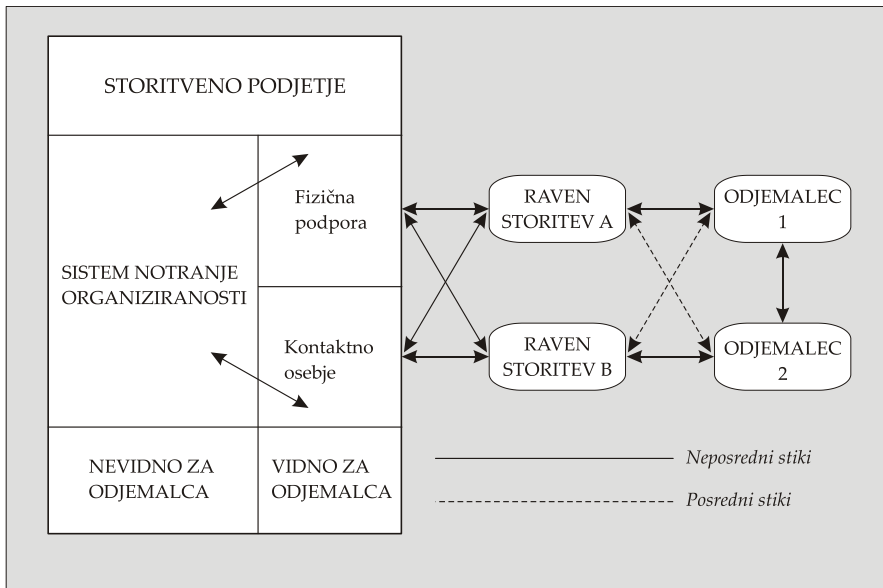 STORITVENO PODJETJE
Fizična
podpora
SISTEM NOTRANJE
ORGANIZIRANOSTI
Kontaktno
osebje
NEVIDNO ZA
ODJEMALCA
VIDNO ZA
ODJEMALCA
RAVEN
STORITEV A
ODJEMALEC
1
RAVEN
STORITEV B
ODJEMALEC
2
Neposredni stiki
Posredni stiki